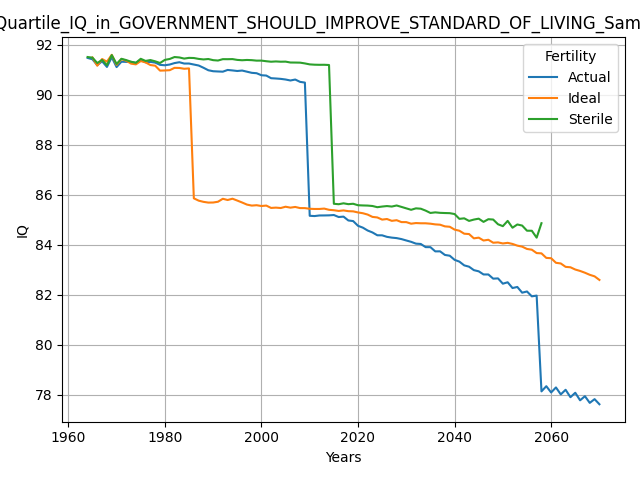 Quartile_IQ_in_GOVERNMENT_SHOULD_IMPROVE_STANDARD_OF_LIVING_Sam
92
90
88
86
84
82
80
78
IQ
Fertility
Actual
Ideal
Sterile
1960
1980
2000
2020
2040
2060
Years